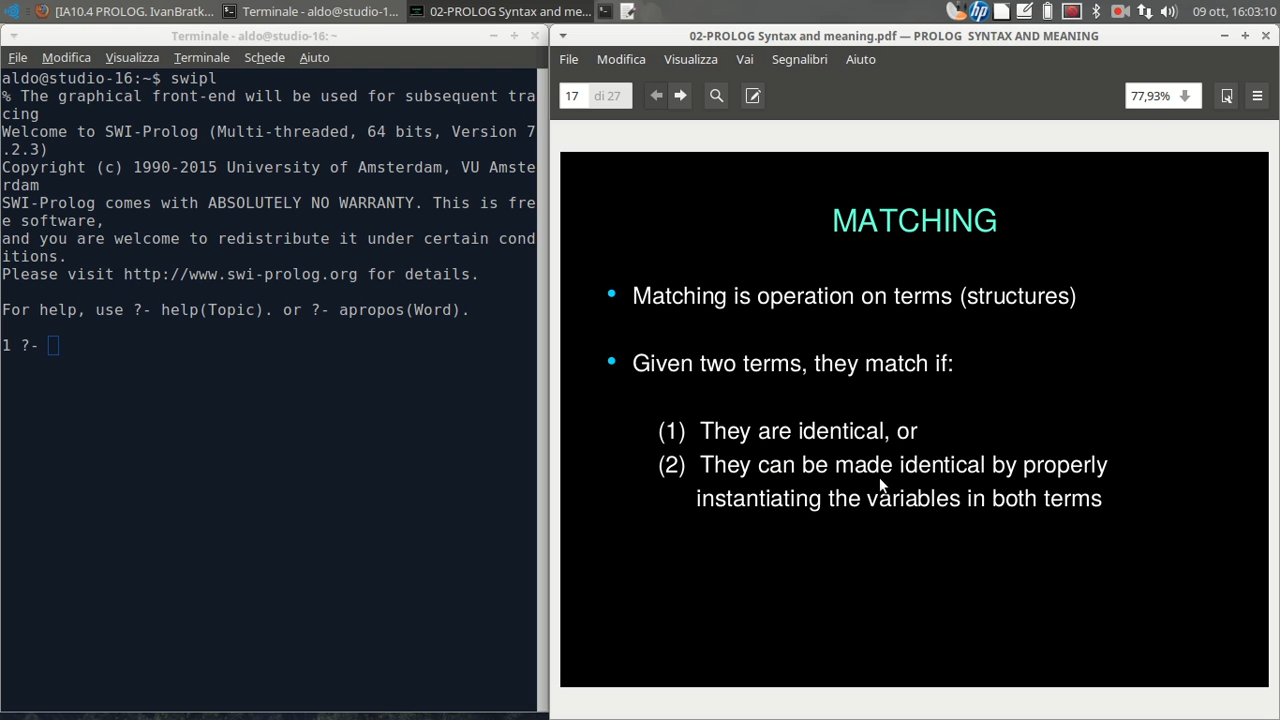 [IA10.4 PROLOG. IvanBratk...
Terminale - aldo@studio-1...
02-PROLOG Syntax and me...
09 ott, 16:03:10
Terminale - aldo@studio-16: ~
File Modifica Visualizza Terminale Schede Aiuto
aldo@studio-16:~$ swipl
% The graphical front-end will be used for subsequent tra
cing
Welcome to SWI-Prolog (Multi-threaded, 64 bits, Version 7
.2.3)
Copyright (c) 1990-2015 University of Amsterdam, VU Amste
rdam
SWI-Prolog comes with ABSOLUTELY NO WARRANTY. This is fre
e software,
and you are welcome to redistribute it under certain cond
itions.
Please visit http://www.swi-prolog.org for details.
For help, use ?- help(Topic). or ?- apropos(Word).
1 ?-
02-PROLOG Syntax and meaning.pdf — PROLOG SYNTAX AND MEANING
File Modifica Visualizza Vai Segnalibri Aiuto
17 di 27
77,93%
MATCHING
• Matching is operation on terms (structures)
• Given two terms, they match if:
(1) They are identical, or
(2) They can be made identical by properly
instantiating the variables in both terms